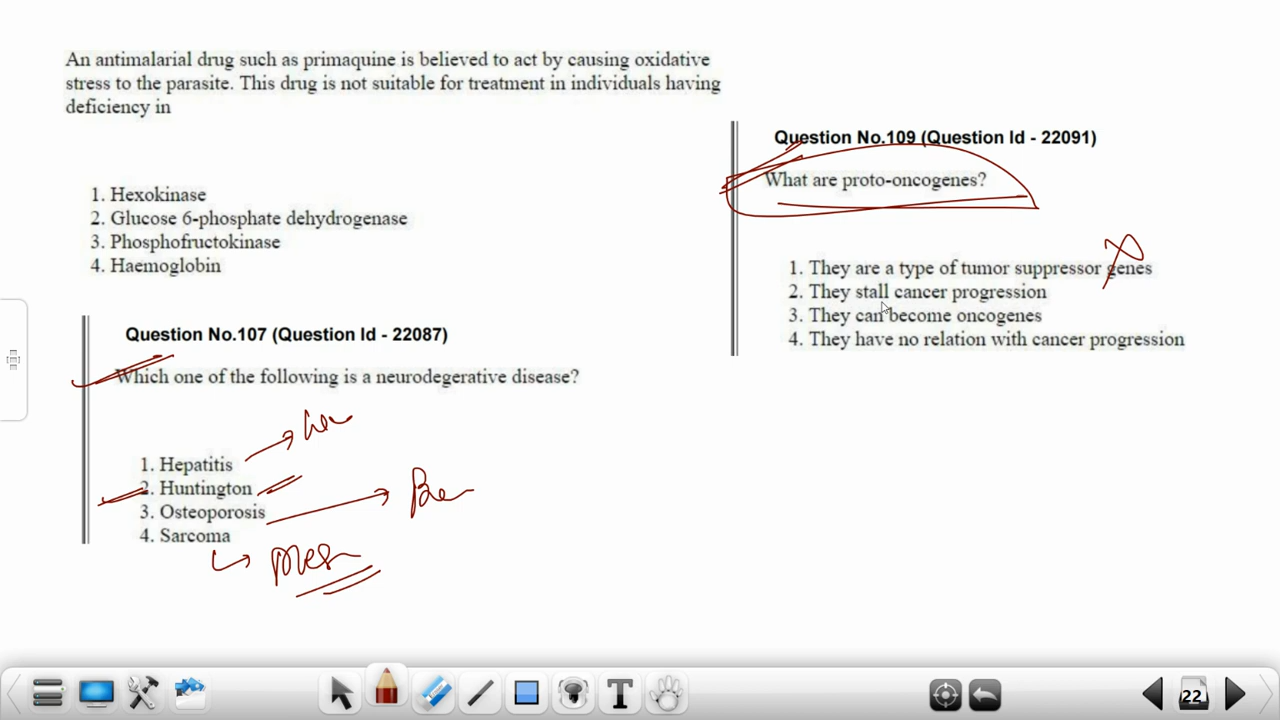 An antimalarial drug such as primaquine is believed to act by causing oxidative
stress to the parasite. This drug is not suitable for treatment in individuals having
deficiency in
1. Hexokinase
2. Glucose 6-phosphate dehydrogenase
3. Phosphofructokinase
4. Haemoglobin
Question No.107 (Question Id - 22087)
Which one of the following is a neurodegerative disease?
1. Hepatitis
2. Huntington
3. Osteoporosis
4. Sarcoma
Question No.109 (Question Id - 22091)
What are proto-oncogenes?
1. They are a type of tumor suppressor genes
2. They stall cancer progression
3. They can become oncogenes
4. They have no relation with cancer progression
T
22